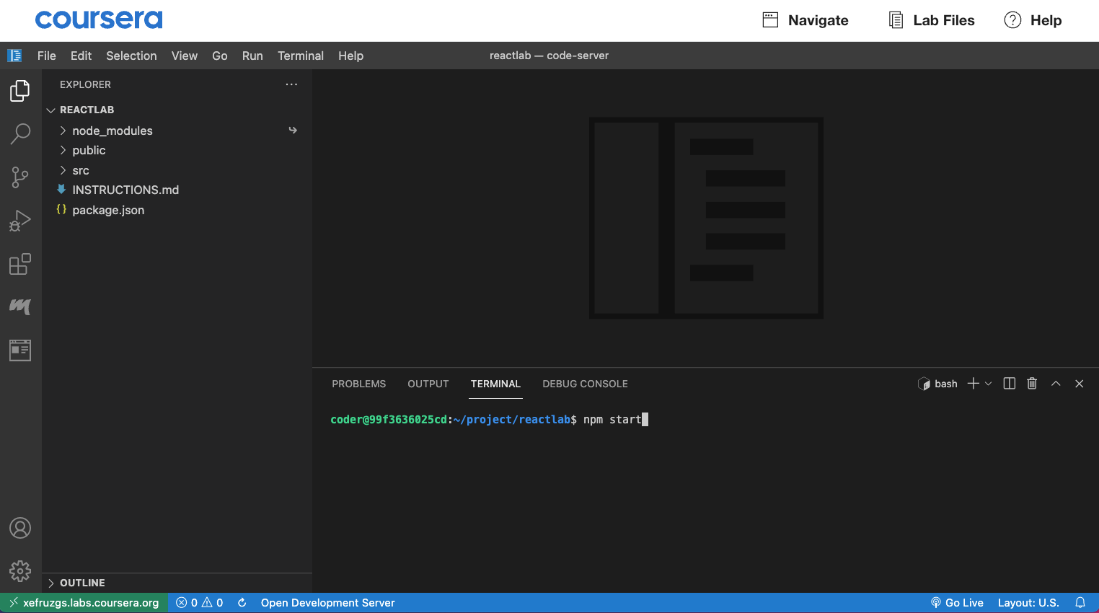 coursera
Navigate
Lab Files
Help
File Edit Selection View Go Run Terminal Help
reactlab — code-server
EXPLORER
REACTLAB
node_modules
public
src
INSTRUCTIONS.md
{} package.json
OUTLINE
PROBLEMS OUTPUT TERMINAL DEBUG CONSOLE
bash
coder@99f3636025cd:~/project/reactlab$ npm start
xefruzgs.labs.coursera.org 0 0 Open Development Server Go Live Layout: U.S.